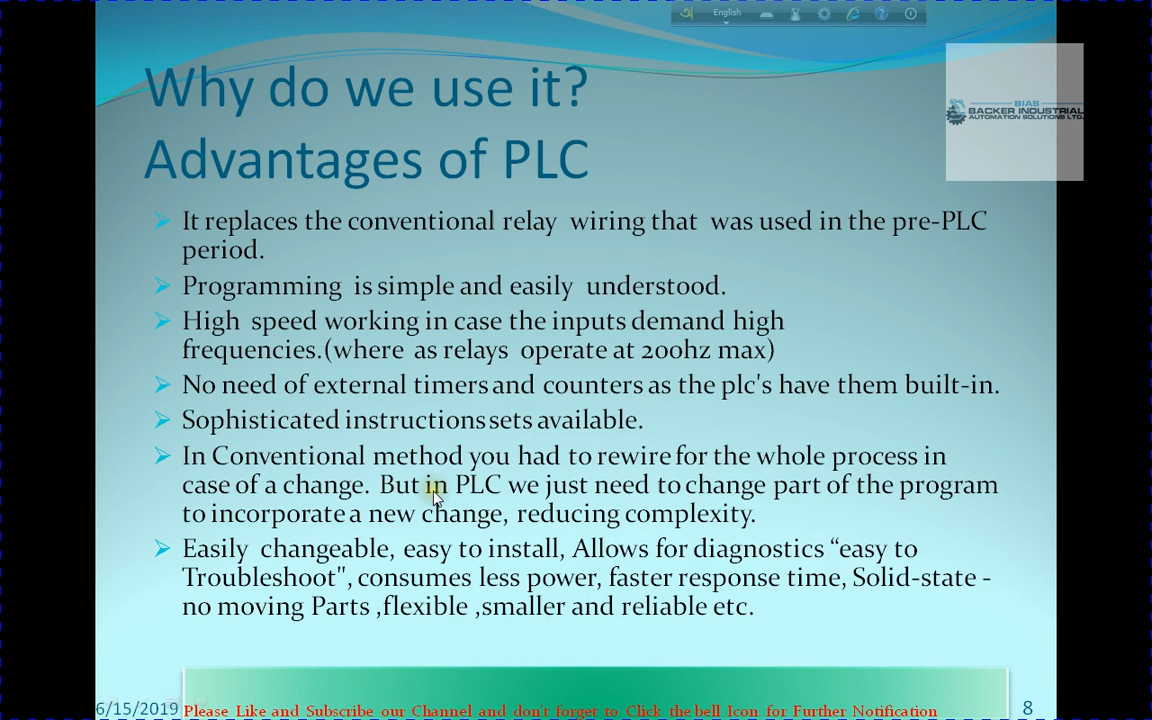 English
Why do we use it?
Advantages of PLC
BIAS
BACKER INDUSTRIAL
AUTOMATION SOLUTIONS LTD.
It replaces the conventional relay wiring that was used in the pre-PLC
period.
Programming is simple and easily understood.
High speed working in case the inputs demand high
frequencies.(where as relays operate at 200hz max)
No need of external timers and counters as the plc's have them built-in.
Sophisticated instructions sets available.
In Conventional method you had to rewire for the whole process in
case of a change. But in PLC we just need to change part of the program
to incorporate a new change, reducing complexity.
Easily changeable, easy to install, Allows for diagnostics “easy to
Troubleshoot", consumes less power, faster response time, Solid-state -
no moving Parts ,flexible ,smaller and reliable etc.
6/15/2019
Please Like and Subscribe our Channel and don't forget to Click the bell Icon for Further Notification
8